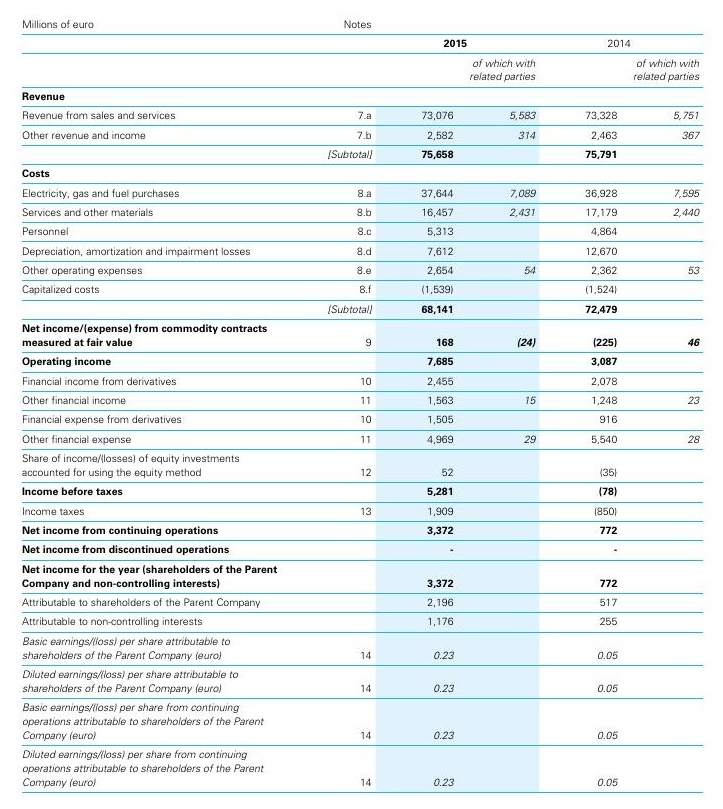 Millions of euro Notes
2015 2014
of which with related parties of which with related parties
Revenue
Revenue from sales and services 7.a 73,076 5,583 73,328 5,751
Other revenue and income 7.b 2,582 314 2,463 367
[Subtotal] 75,658 75,791
Costs
Electricity, gas and fuel purchases 8.a 37,644 7,089 36,928 7,595
Services and other materials 8.b 16,457 2,431 17,179 2,440
Personnel 8.c 5,313 4,864
Depreciation, amortization and impairment losses 8.d 7,612 12,670
Other operating expenses 8.e 2,654 54 2,362 53
Capitalized costs 8.f (1,539) (1,524)
[Subtotal] 68,141 72,479
Net income/(expense) from commodity contracts
measured at fair value 9 168 (24) (225) 46
Operating income 7,685 3,087
Financial income from derivatives 10 2,455 2,078
Other financial income 11 1,563 15 1,248 23
Financial expense from derivatives 10 1,505 916
Other financial expense 11 4,969 29 5,540 28
Share of income/(losses) of equity investments
accounted for using the equity method 12 52 (35)
Income before taxes 5,281 (78)
Income taxes 13 1,909 (850)
Net income from continuing operations 3,372 772
Net income from discontinued operations - -
Net income for the year (shareholders of the Parent
Company and non-controlling interests) 3,372 772
Attributable to shareholders of the Parent Company 2,196 517
Attributable to non-controlling interests 1,176 255
Basic earnings/(loss) per share attributable to
shareholders of the Parent Company (euro) 14 0.23 0.05
Diluted earnings/(loss) per share attributable to
shareholders of the Parent Company (euro) 14 0.23 0.05
Basic earnings/(loss) per share from continuing
operations attributable to shareholders of the Parent
Company (euro) 14 0.23 0.05
Diluted earnings/(loss) per share from continuing
operations attributable to shareholders of the Parent
Company (euro) 14 0.23 0.05